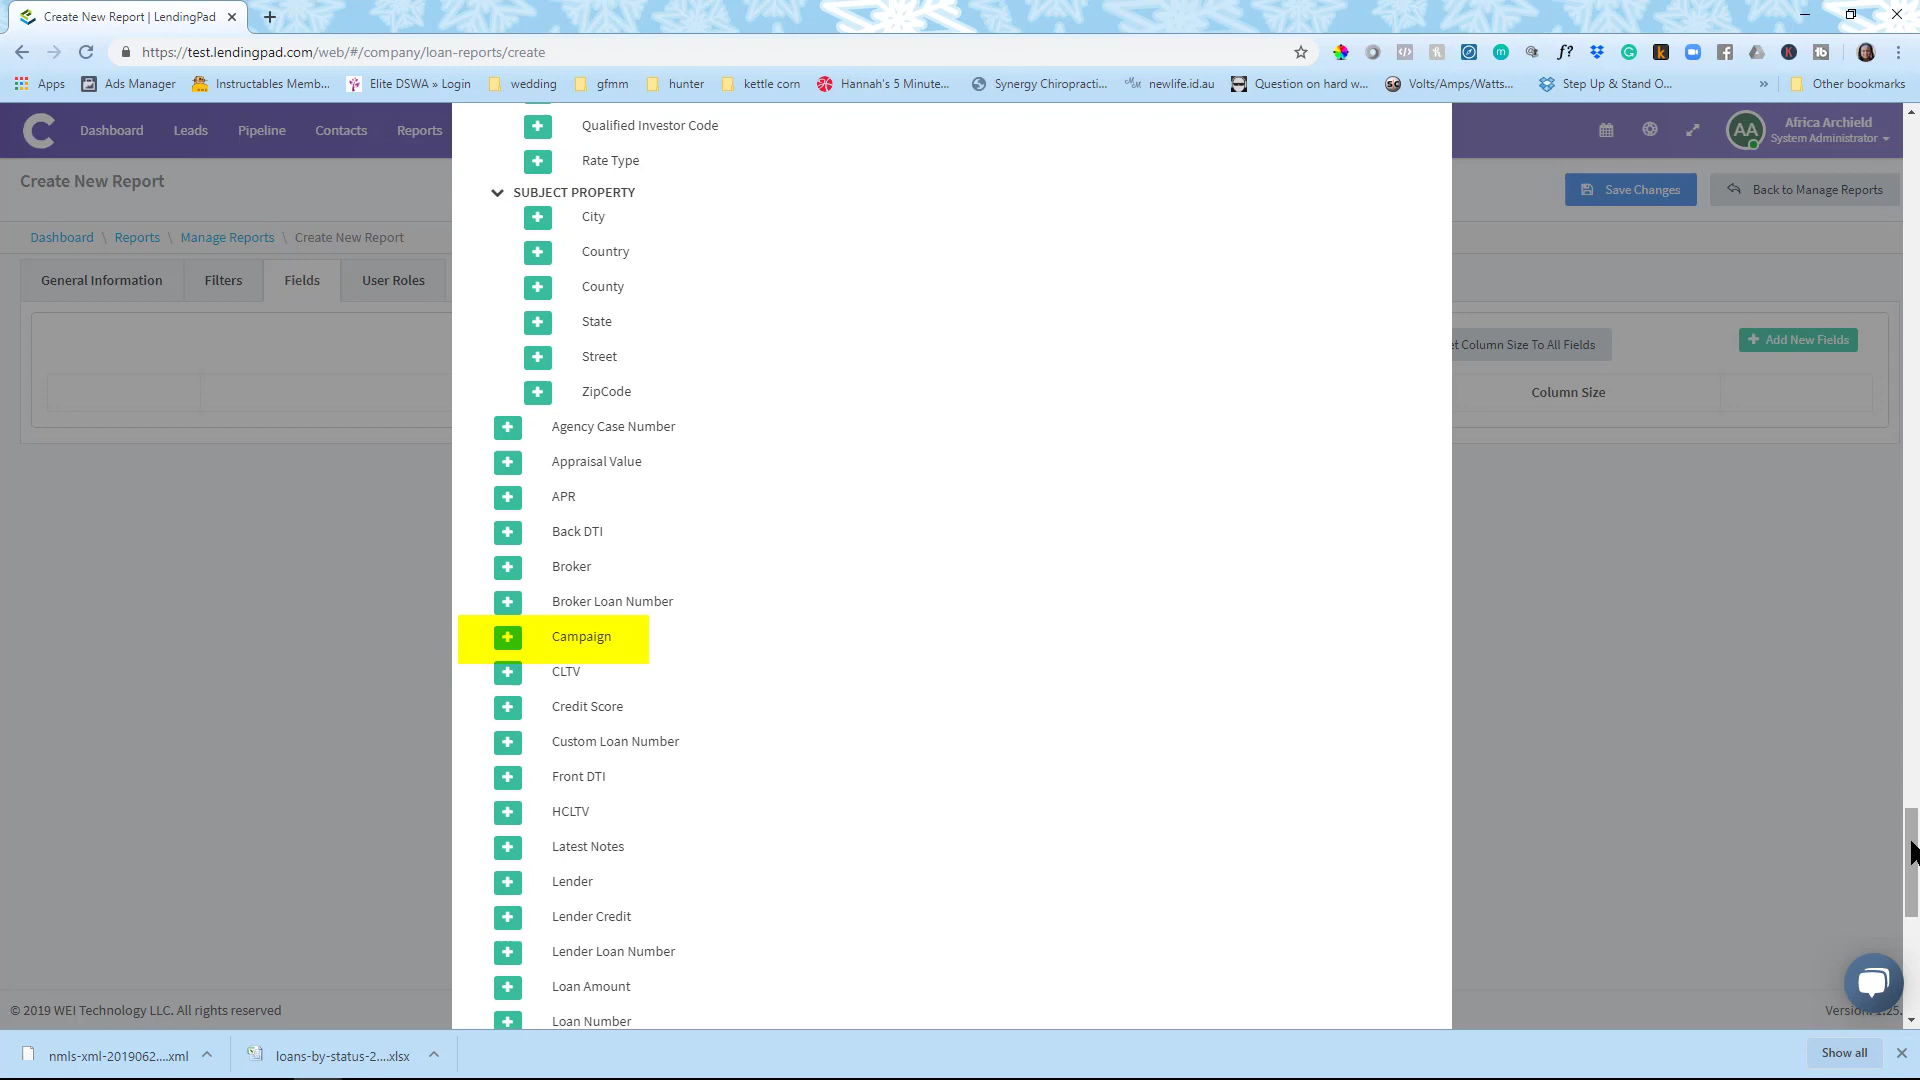 Create New Report | LendingPad
https://test.lendingpad.com/web/#/company/loan-reports/create
Apps
Ads Manager
Instructables Memb...
Elite DSWA » Login
wedding
gfmm
hunter
kettle corn
Hannah's 5 Minute...
Synergy Chiropracti...
newlife.id.au
Question on hard w...
Volts/Amps/Watts...
Step Up & Stand O...
»
Other bookmarks
Dashboard
Leads
Pipeline
Contacts
Reports
AA
Africa Archield
System Administrator
Create New Report
Save Changes
Back to Manage Reports
Dashboard \ Reports \ Manage Reports \ Create New Report
General Information
Filters
Fields
User Roles
t Column Size To All Fields
Add New Fields
Column Size
Qualified Investor Code
Rate Type
SUBJECT PROPERTY
City
Country
County
State
Street
ZipCode
Agency Case Number
Appraisal Value
APR
Back DTI
Broker
Broker Loan Number
Campaign
CLTV
Credit Score
Custom Loan Number
Front DTI
HCLTV
Latest Notes
Lender
Lender Credit
Lender Loan Number
Loan Amount
Loan Number
© 2019 WEI Technology LLC. All rights reserved
nmls-xml-2019062....xml
loans-by-status-2....xlsx
Show all